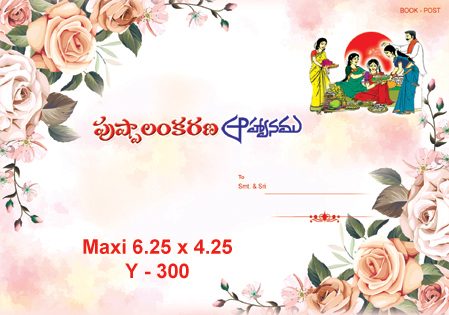 BOOK - POST
పుష్పాలంకరణ ఆహ్వానము
To
Smt. & Sri
Maxi 6.25 x 4.25
Y - 300